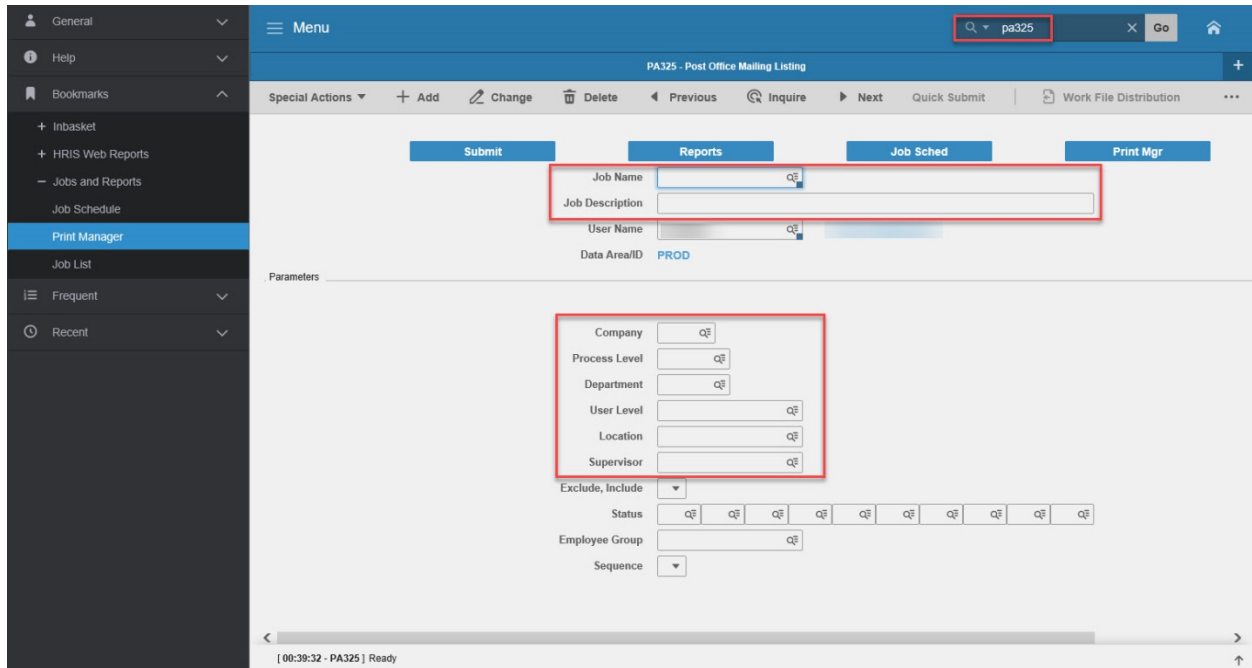 General
Help
Bookmarks
+ Inbasket
+ HRIS Web Reports
− Jobs and Reports
Job Schedule
Print Manager
Job List
Frequent
Recent
Menu
pa325
Go
PA325 - Post Office Mailing Listing
Special Actions + Add Change Delete Previous Inquire Next Quick Submit Work File Distribution ...
Submit Reports Job Sched Print Mgr
Job Name
Job Description
User Name
Data Area/ID PROD
Parameters
Company
Process Level
Department
User Level
Location
Supervisor
Exclude, Include
Status
Employee Group
Sequence
[ 00:39:32 - PA325 ] Ready